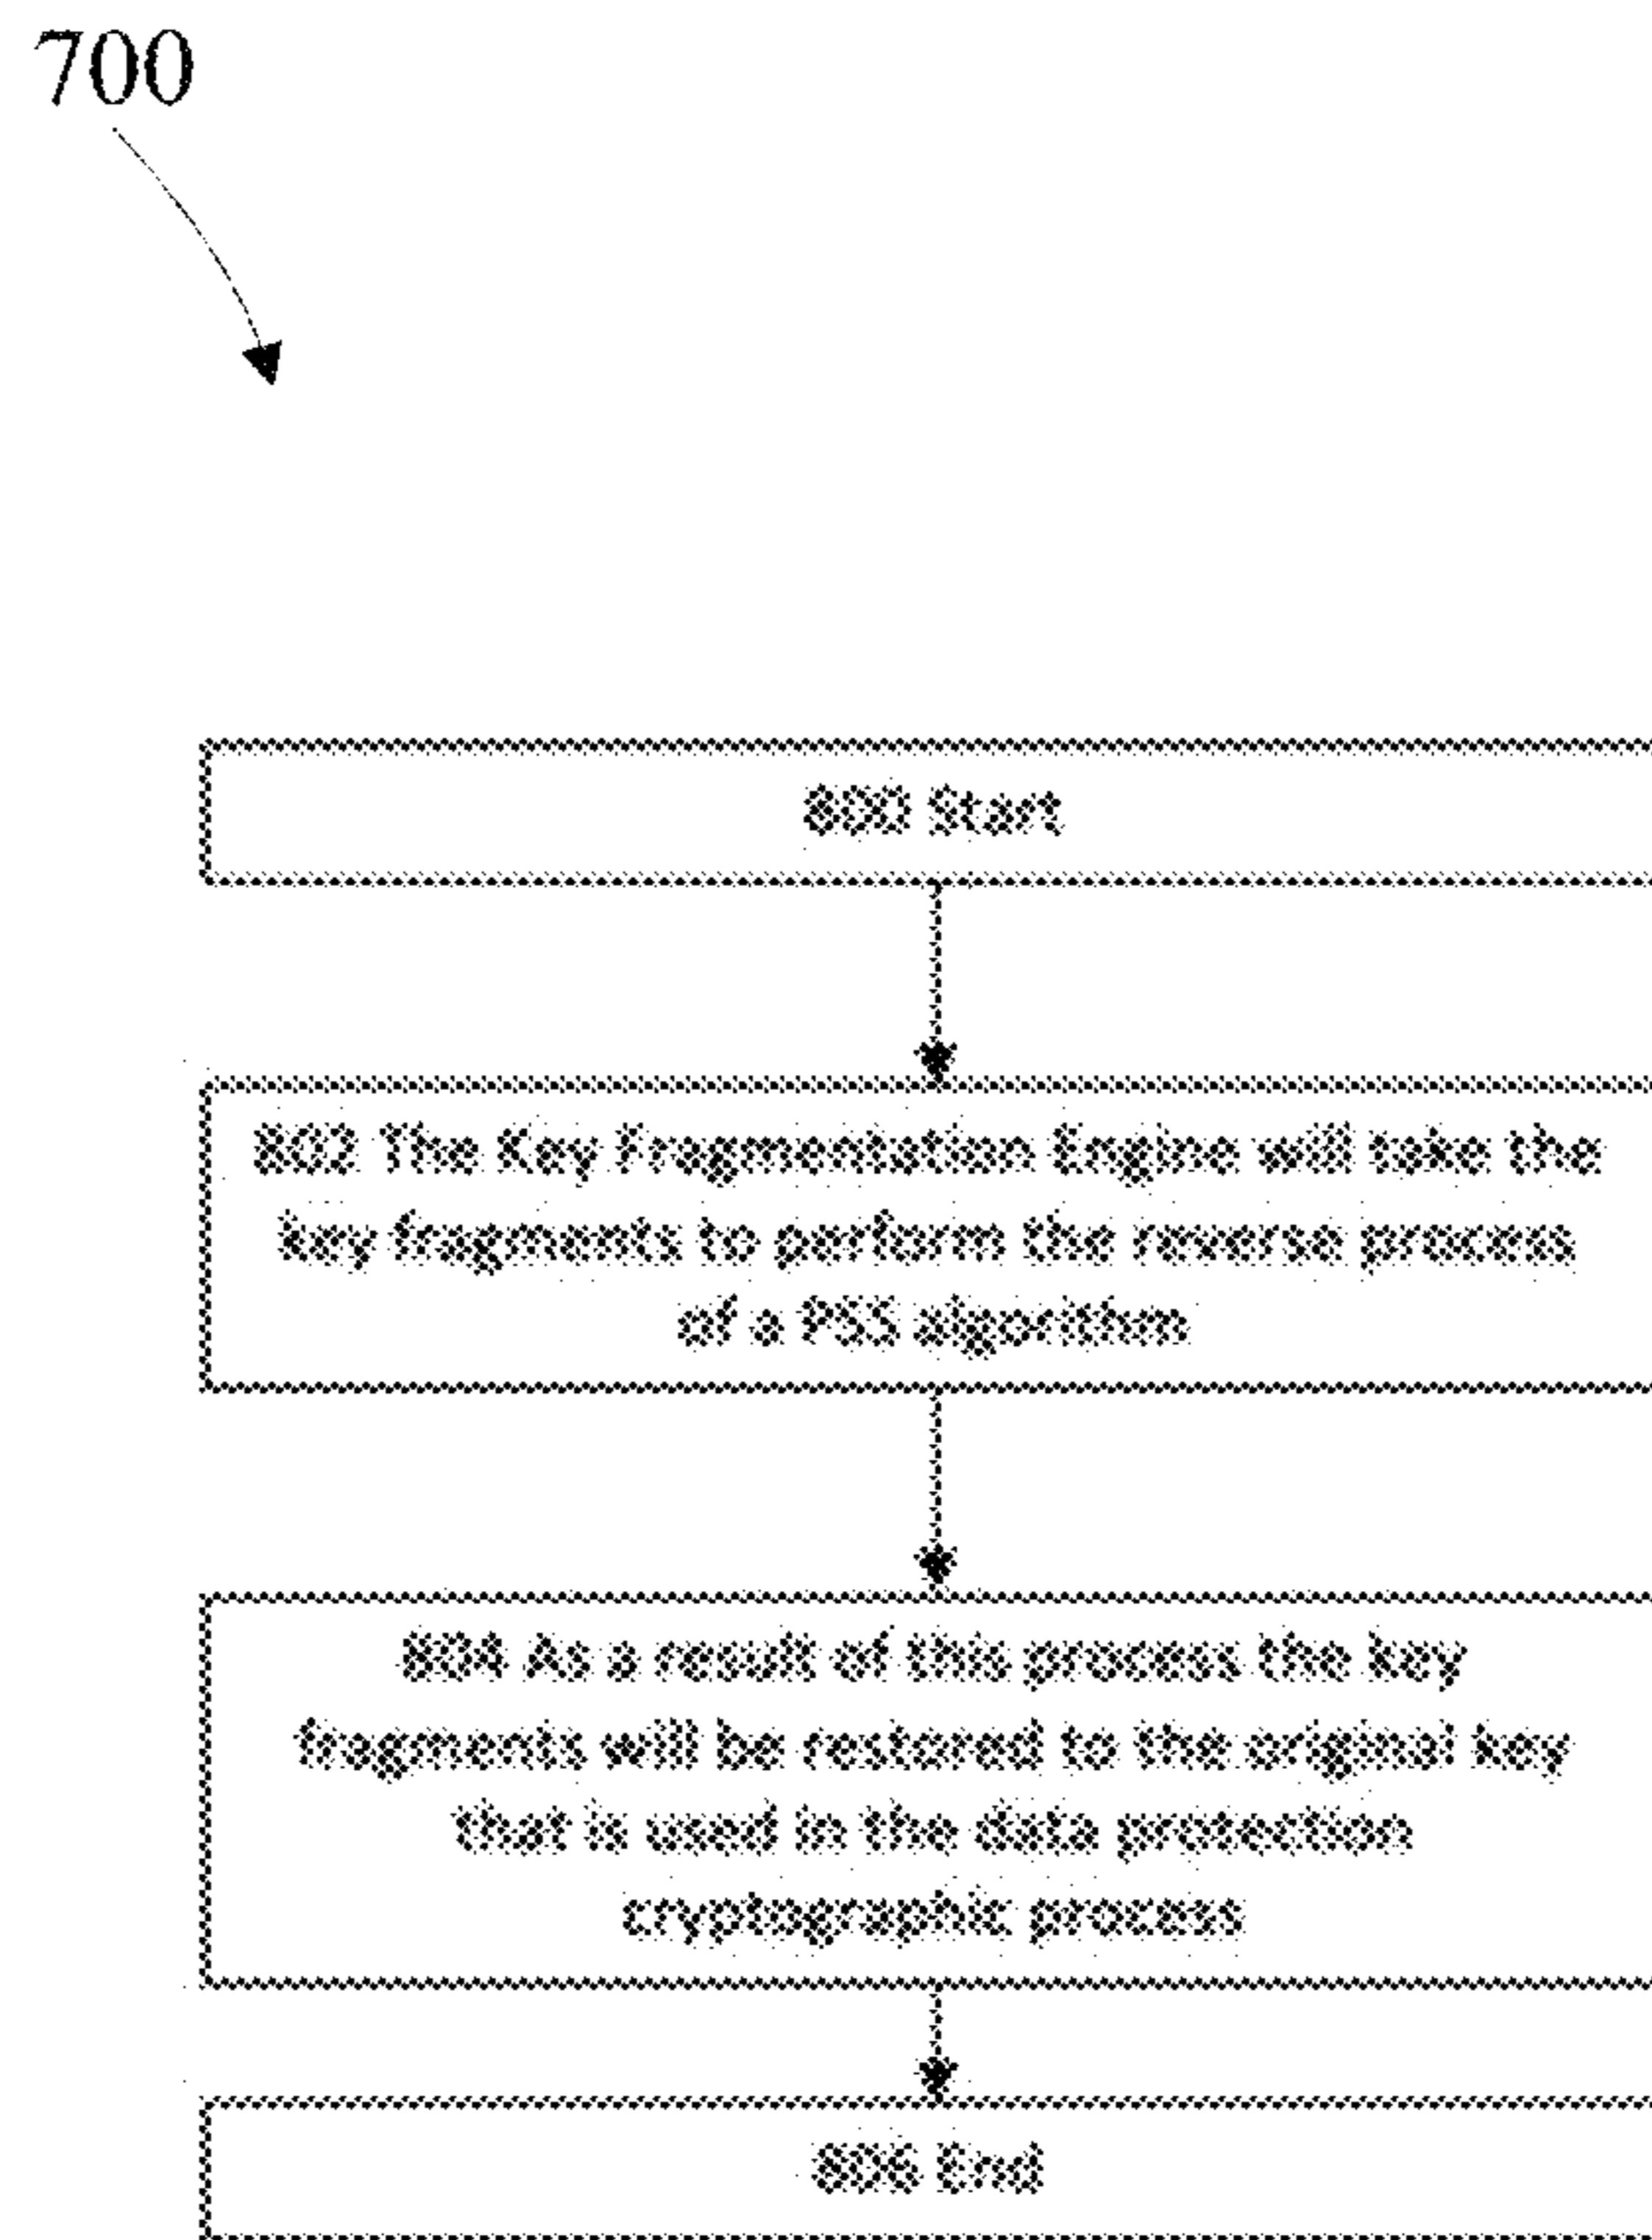 700
800 Start
802 The Key Fragmentation Engine will take the
key fragments to perform the reverse process
of a PSS algorithm
804 As a result of this process the key
fragments will be restored to the original key
that is used in the data protection
cryptographic process
806 End